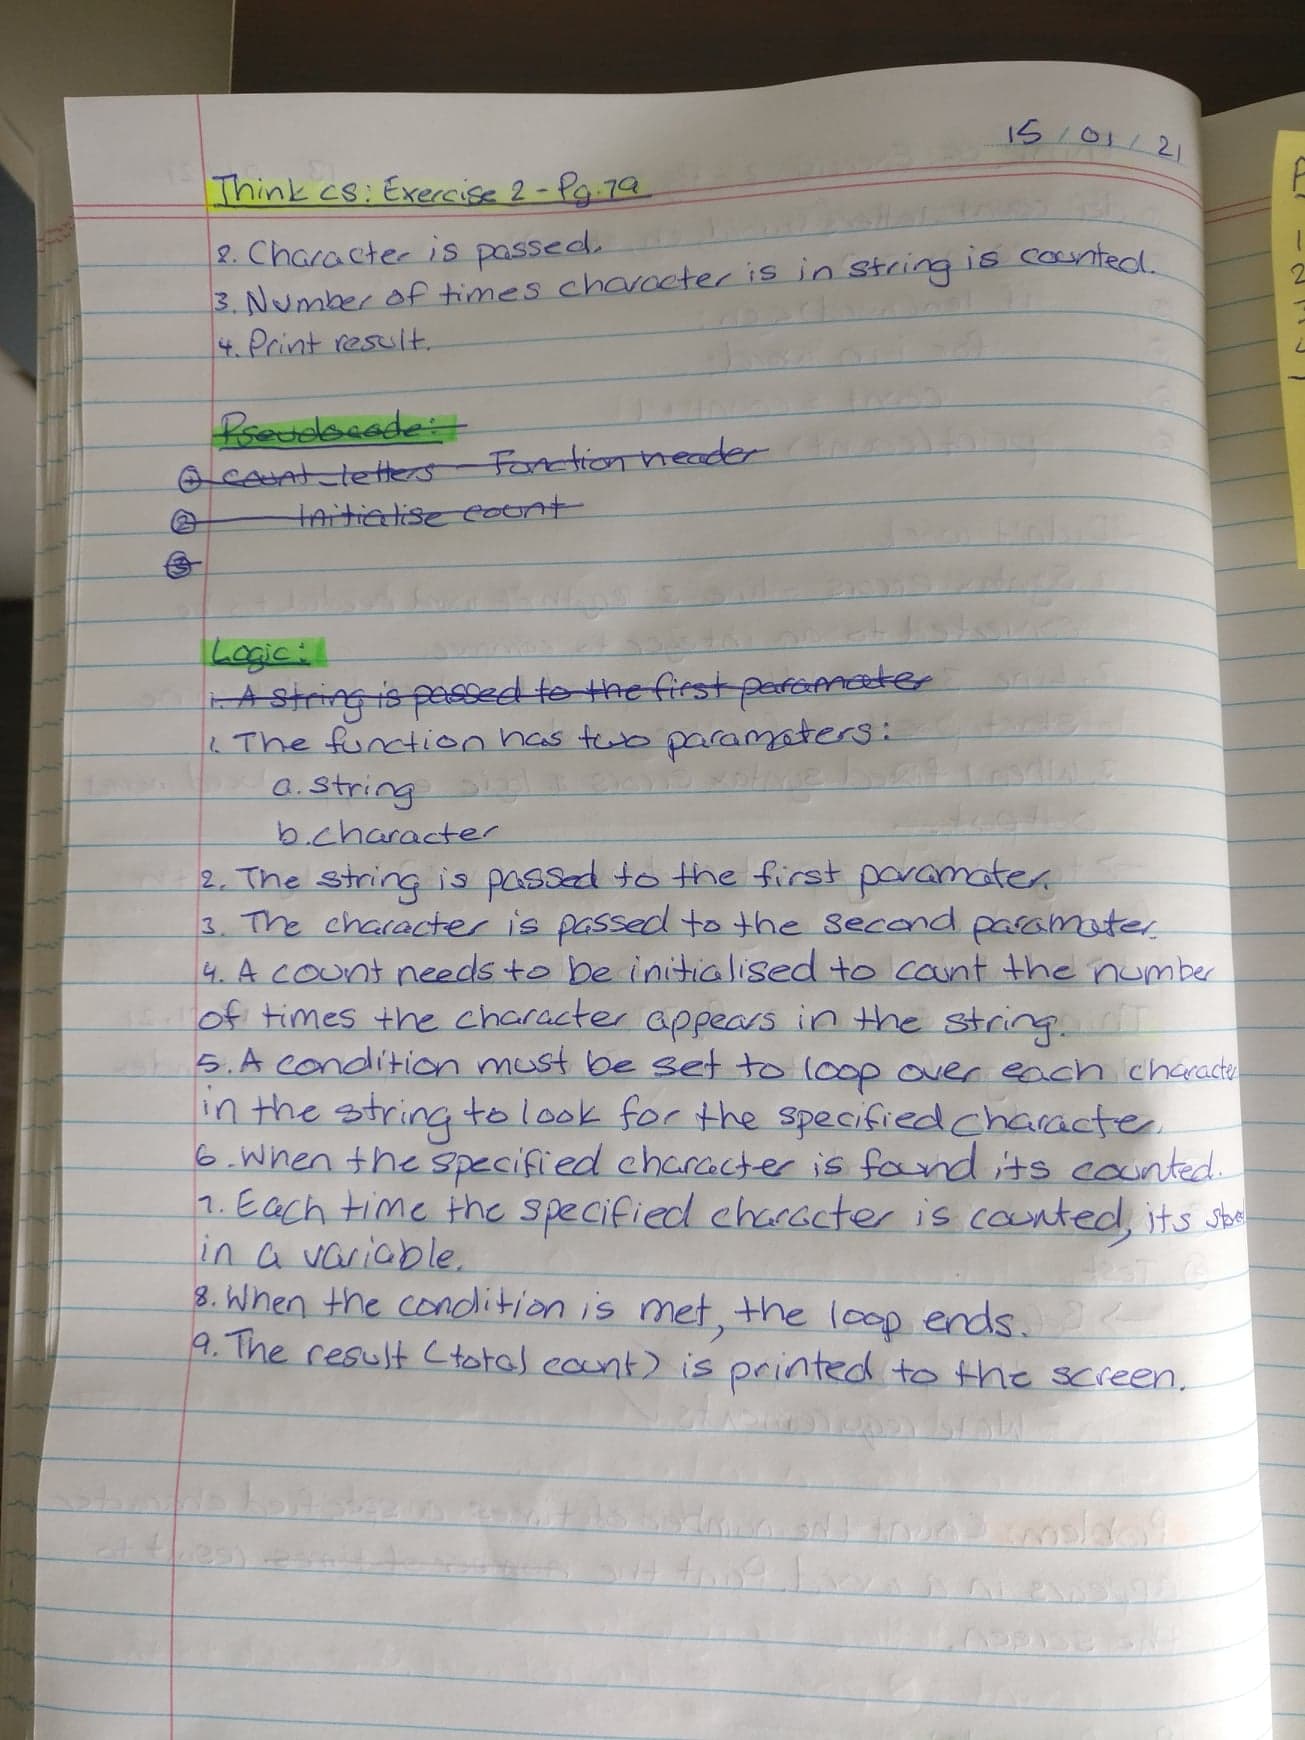 15/01/21
Think CS: Exercise 2 - Pg.79
2. Character is passed.
3. Number of times character is in string is counted.
4. Print result.
Pseudocode:
1 count_letters - Function header
2 Initialise count
3
Logic:
1. A string is passed to the first paramater
1. The function has two paramaters:
a. string
b. character
2. The string is passed to the first paramater.
3. The character is passed to the second paramater.
4. A count needs to be initialised to count the number
of times the character appears in the string.
5. A condition must be set to loop over each character
in the string to look for the specified character.
6. When the specified character is found its counted.
7. Each time the specified character is counted, its
in a variable.
8. When the condition is met, the loop ends.
9. The result (total count) is printed to the screen.